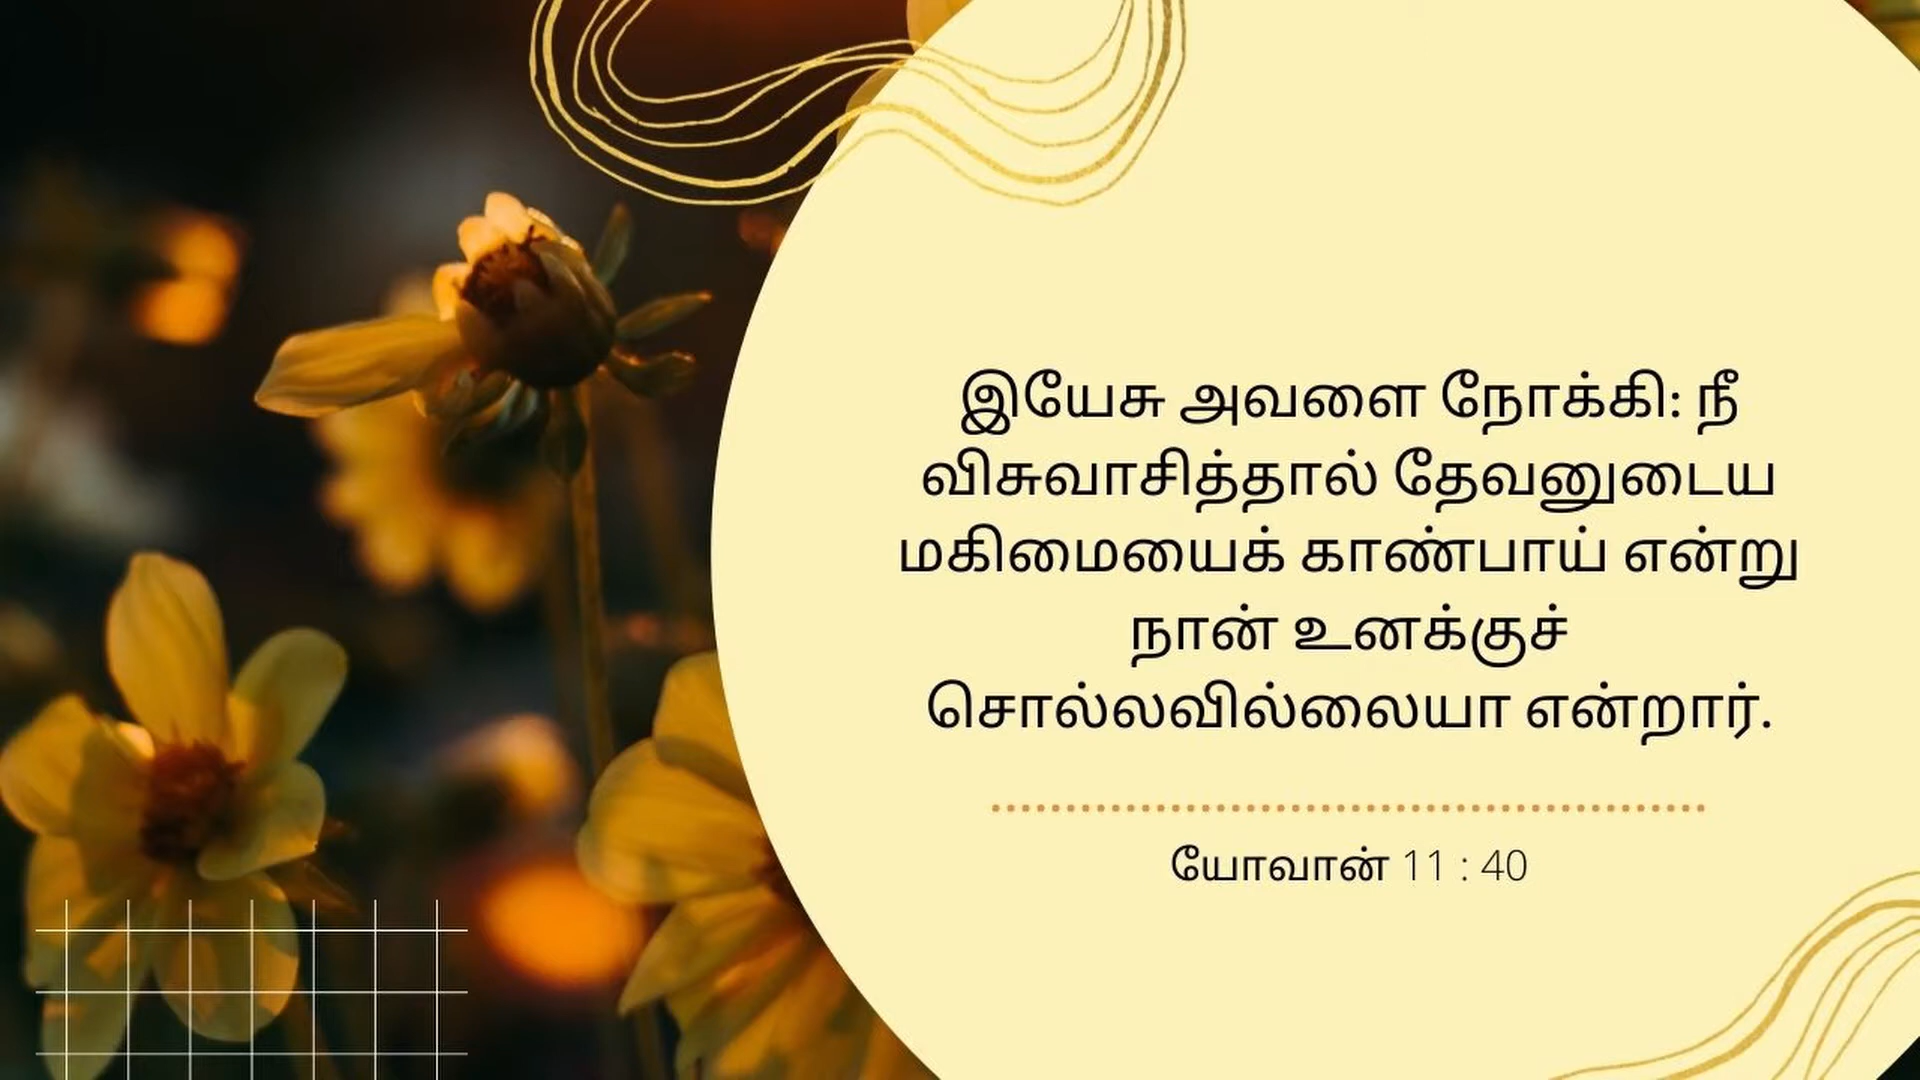 இயேசு அவளை நோக்கி: நீ
விசுவாசித்தால் தேவனுடைய
மகிமையைக் காண்பாய் என்று
நான் உனக்குச்
சொல்லவில்லையா என்றார்.
யோவான் 11 : 40